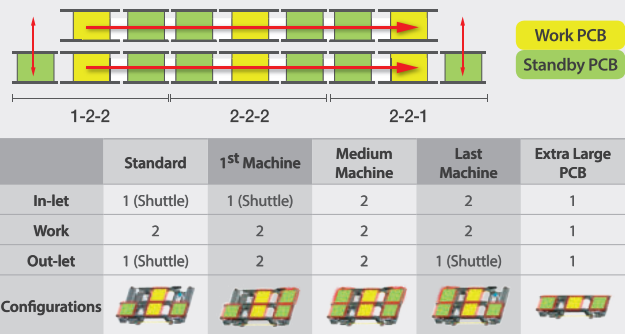 Work PCB
Standby PCB
1-2-2 2-2-2 2-2-1
Standard 1st Machine Medium Machine Last Machine Extra Large PCB
In-let 1 (Shuttle) 1 (Shuttle) 2 2 1
Work 2 2 2 2 1
Out-let 1 (Shuttle) 2 2 1 (Shuttle) 1
Configurations